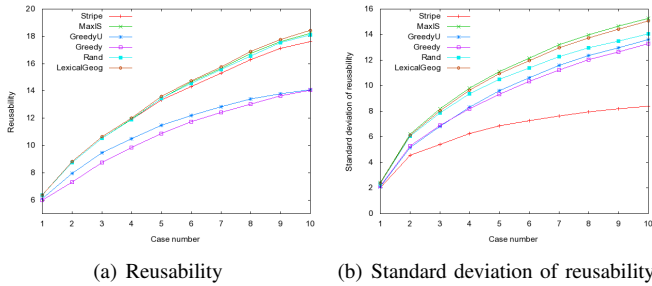 20
18
16
14
12
10
8
6
1 2 3 4 5 6 7 8 9 10
Reusability
Case number
Stripe
MaxIS
GreedyU
Greedy
Rand
LexicalGeog
(a) Reusability
16
14
12
10
8
6
4
2
0
1 2 3 4 5 6 7 8 9 10
Standard deviation of reusability
Case number
Stripe
MaxIS
GreedyU
Greedy
Rand
LexicalGeog
(b) Standard deviation of reusability